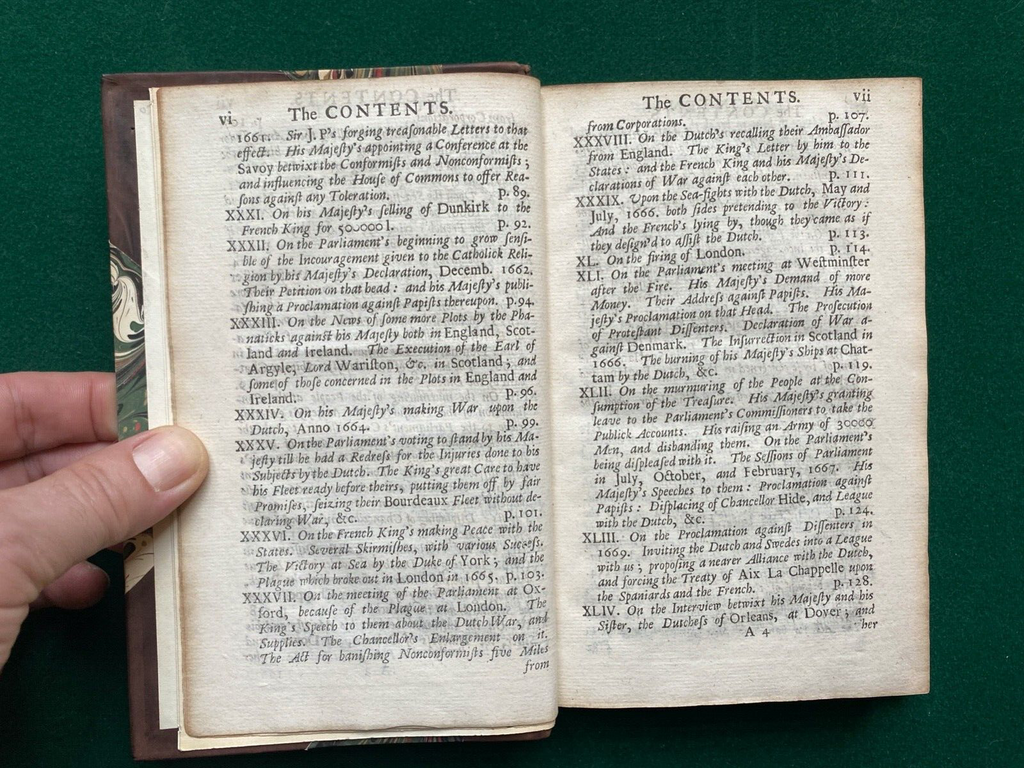 vi The CONTENTS.
1661. Sir J. P's forging treaſonable Letters to that
effect. His Majeſty's appointing a Conference at the
Savoy betwixt the Conformiſts and Nonconformiſts;
and influencing the Houſe of Commons to offer Rea-
ſons againſt any Toleration. p. 89.
XXXI. On his Majeſty's ſelling of Dunkirk to the
French King for 500000 l. p. 92.
XXXII. On the Parliament's beginning to grow ſenſi-
ble of the Incouragement given to the Catholick Reli-
gion by his Majeſty's Declaration, Decemb. 1662.
Their Petition on that head: and his Majeſty's publi-
ſhing a Proclamation againſt Papiſts thereupon. p. 94.
XXXIII. On the News of ſome more Plots by the Pha-
naticks againſt his Majeſty both in England, Scot-
land and Ireland. The Execution of the Earl of
Argyle, Lord Wariſton, &c. in Scotland; and
ſome of thoſe concerned in the Plots in England and
Ireland. p. 96.
XXXIV. On his Majeſty's making War upon the
Dutch, Anno 1664. p. 99.
XXXV. On the Parliament's voting to ſtand by his Ma-
jeſty till he had a Redreſs for the Injuries done to his
Subjects by the Dutch. The King's great Care to have
his Fleet ready before theirs, putting them off by fair
Promiſes, ſeizing their Bourdeaux Fleet without de-
claring War, &c. p. 101.
XXXVI. On the French King's making Peace with the
States. Several Skirmiſhes, with various Succeſs.
The Victory at Sea by the Duke of York; and the
Plague which broke out in London in 1665. p. 103.
XXXVII. On the meeting of the Parliament at Ox-
ford, becauſe of the Plague at London. The
King's Speech to them about the Dutch War, and
Supplies. The Chancellor's Enlargement on it.
The Act for baniſhing Nonconformiſts five Miles
from
The CONTENTS. vii
from Corporations. p. 107.
XXXVIII. On the Dutch's recalling their Ambaſſador
from England. The King's Letter by him to the
States: and the French King and his Majeſty's De-
clarations of War againſt each other. p. 111.
XXXIX. Upon the Sea-fights with the Dutch, May and
July, 1666. both ſides pretending to the Victory:
And the French's lying by, though they came as if
they deſign'd to aſſiſt the Dutch. p. 113.
XL. On the firing of London. p. 114.
XLI. On the Parliament's meeting at Weſtminſter
after the Fire. His Majeſty's Demand of more
Money. Their Addreſs againſt Papiſts. His Ma-
jeſty's Proclamation on that Head. The Proſecution
of Proteſtant Diſſenters. Declaration of War a-
gainſt Denmark. The Inſurrection in Scotland in
1666. The burning of his Majeſty's Ships at Chat-
tam by the Dutch, &c. p. 119.
XLII. On the murmuring of the People at the Con-
ſumption of the Treaſure. His Majeſty's granting
leave to the Parliament's Commiſſioners to take the
Publick Accounts. His raiſing an Army of 30000
Men, and disbanding them. On the Parliament's
being diſpleaſed with it. The Seſſions of Parliament
in July, October, and February, 1667. His
Majeſty's Speeches to them: Proclamation againſt
Papiſts: Diſplacing of Chancellor Hide, and League
with the Dutch, &c. p. 124.
XLIII. On the Proclamation againſt Diſſenters in
1669. Inviting the Dutch and Swedes into a League
with us; propoſing a nearer Alliance with the Dutch,
and forcing the Treaty of Aix La Chappelle upon
the Spaniards and the French. p. 128.
XLIV. On the Interview betwixt his Majeſty and his
Siſter, the Dutcheſs of Orleans, at Dover; and
A 4 her